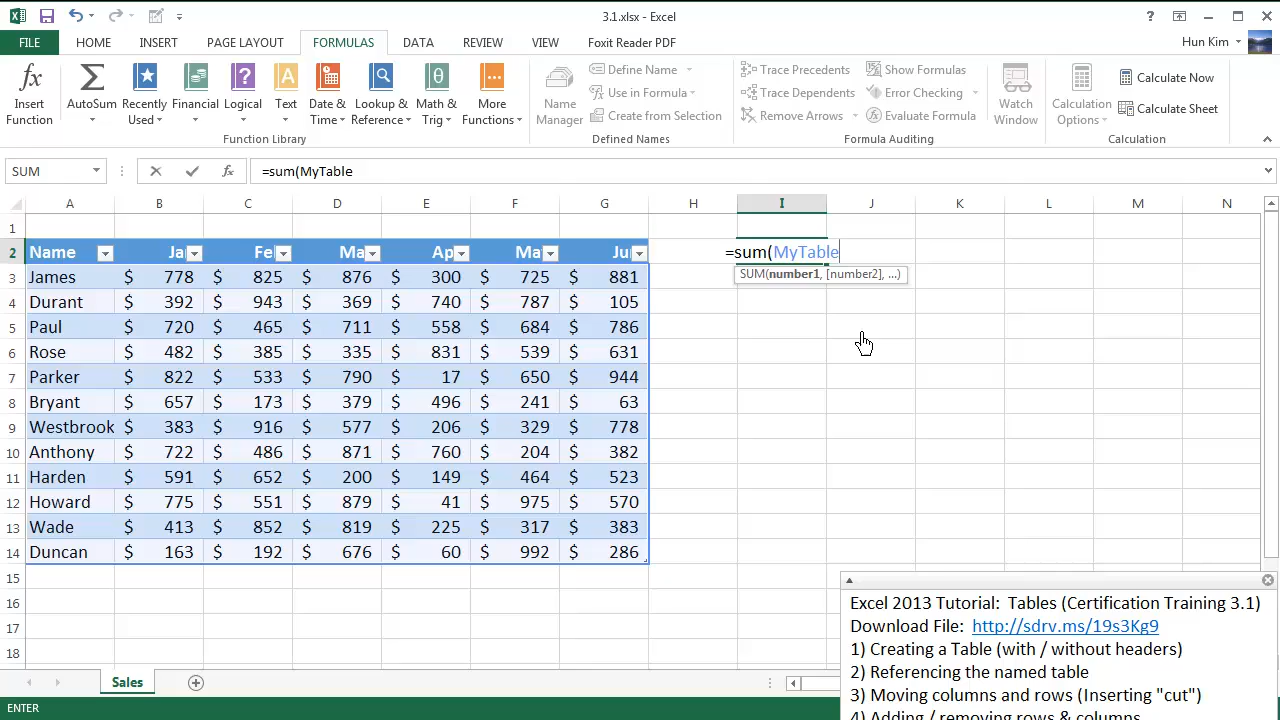 3.1.xlsx - Excel
?
FILE HOME INSERT PAGE LAYOUT FORMULAS DATA REVIEW VIEW Foxit Reader PDF Hun Kim
fx Σ ? A θ
Insert Function
AutoSum
Recently Used
Financial
Logical
Text
Date & Time
Lookup & Reference
Math & Trig
More Functions
Function Library
Name Manager
Define Name
Use in Formula
Create from Selection
Defined Names
Trace Precedents
Trace Dependents
Remove Arrows
Show Formulas
Error Checking
Evaluate Formula
Watch Window
Formula Auditing
Calculation Options
Calculate Now
Calculate Sheet
Calculation
SUM fx =sum(MyTable
A B C D E F G H I J K L M N
1
2 Name Ja Fe Ma Ap Ma Ju =sum(MyTable
SUM(number1, [number2], ...)
3 James $ 778 $ 825 $ 876 $ 300 $ 725 $ 881
4 Durant $ 392 $ 943 $ 369 $ 740 $ 787 $ 105
5 Paul $ 720 $ 465 $ 711 $ 558 $ 684 $ 786
6 Rose $ 482 $ 385 $ 335 $ 831 $ 539 $ 631
7 Parker $ 822 $ 533 $ 790 $ 17 $ 650 $ 944
8 Bryant $ 657 $ 173 $ 379 $ 496 $ 241 $ 63
9 Westbrook $ 383 $ 916 $ 577 $ 206 $ 329 $ 778
10 Anthony $ 722 $ 486 $ 871 $ 760 $ 204 $ 382
11 Harden $ 591 $ 652 $ 200 $ 149 $ 464 $ 523
12 Howard $ 775 $ 551 $ 879 $ 41 $ 975 $ 570
13 Wade $ 413 $ 852 $ 819 $ 225 $ 317 $ 383
14 Duncan $ 163 $ 192 $ 676 $ 60 $ 992 $ 286
15
16
17
18
Excel 2013 Tutorial: Tables (Certification Training 3.1)
Download File: http://sdrv.ms/19s3Kg9
1) Creating a Table (with / without headers)
2) Referencing the named table
3) Moving columns and rows (Inserting "cut")
4) Adding / removing rows & columns
Sales
ENTER